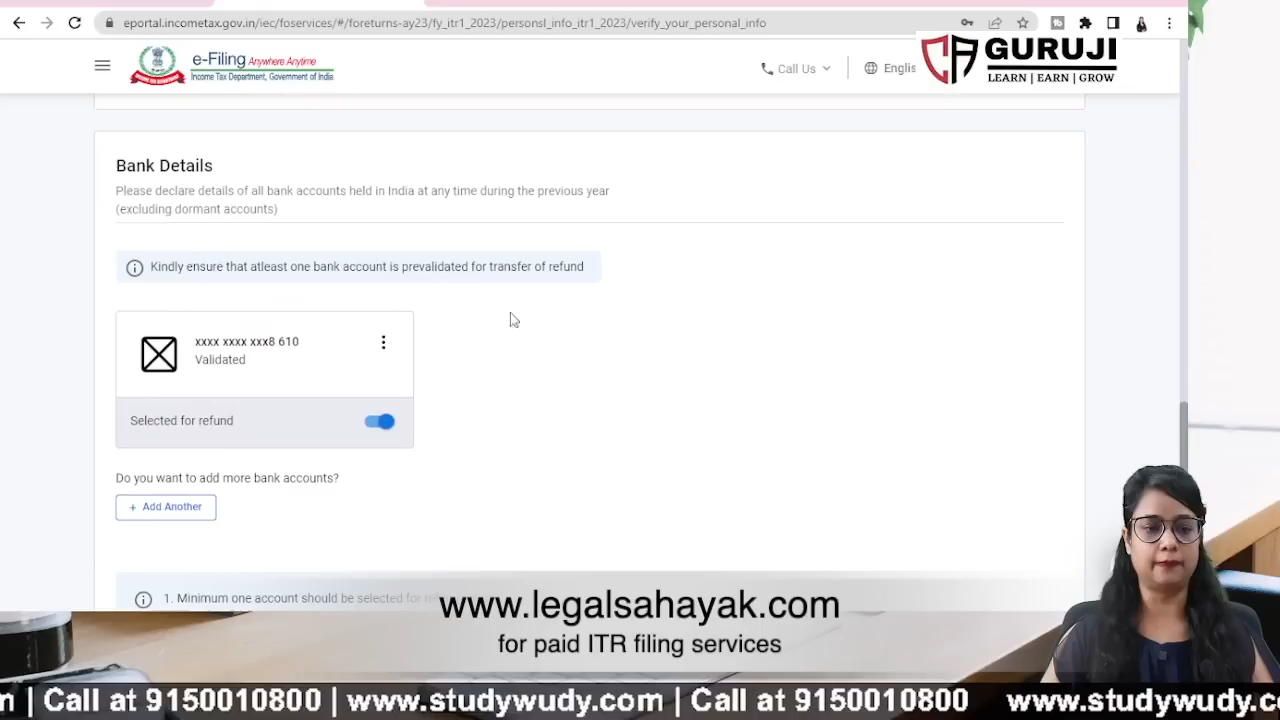 eportal.incometax.gov.in/iec/foservices/#/foreturns-ay23/fy_itr1_2023/personsl_info_itr1_2023/verify_your_personal_info
e-Filing Anywhere Anytime
Income Tax Department, Government of India
Call Us
Englis
CA GURUJI
LEARN | EARN | GROW
Bank Details
Please declare details of all bank accounts held in India at any time during the previous year
(excluding dormant accounts)
Kindly ensure that atleast one bank account is prevalidated for transfer of refund
xxxx xxxx xxx8 610
Validated
Selected for refund
Do you want to add more bank accounts?
+ Add Another
1. Minimum one account should be selected for
www.legalsahayak.com
for paid ITR filing services
m | Call at 9150010800 | www.studywudy.com | Call at 9150010800 www.studywudy.c